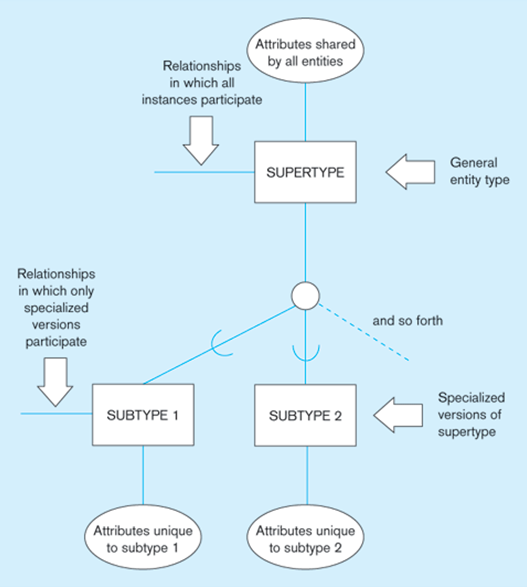 Attributes shared
by all entities
Relationships
in which all
instances participate
SUPERTYPE
General
entity type
Relationships
in which only
specialized
versions
participate
and so forth
SUBTYPE 1
SUBTYPE 2
Specialized
versions of
supertype
Attributes unique
to subtype 1
Attributes unique
to subtype 2